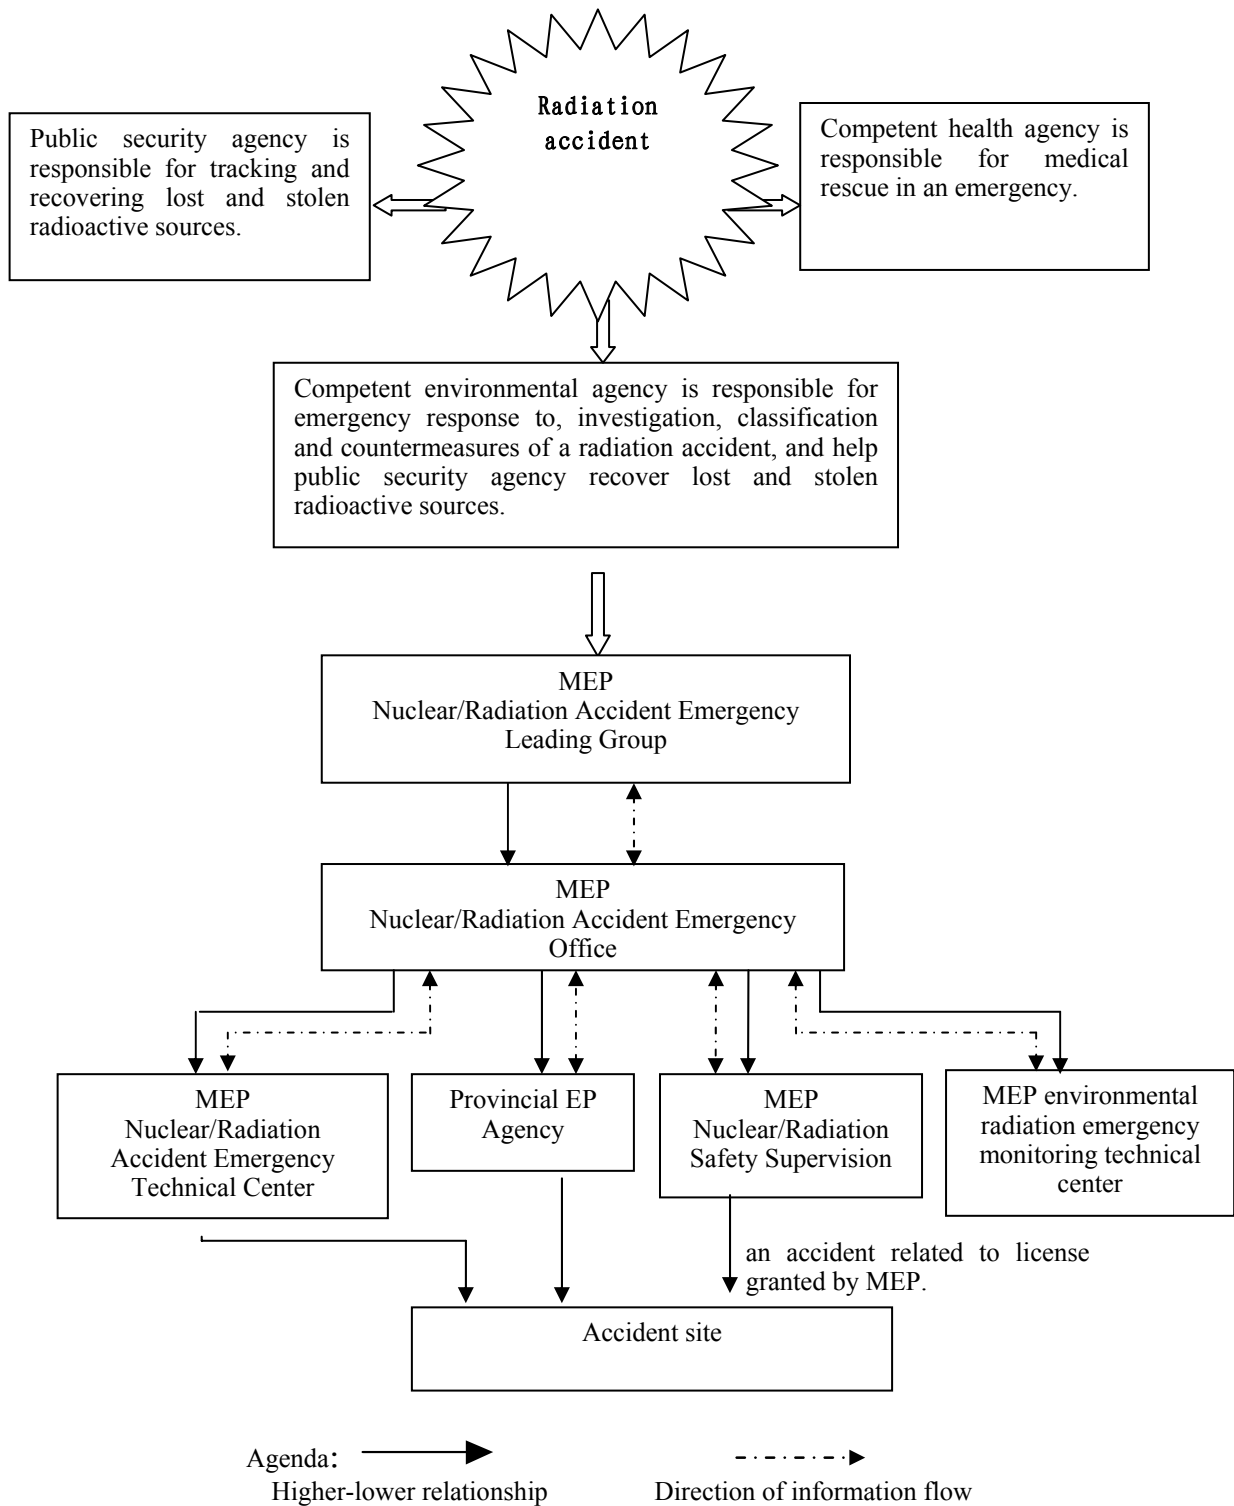 Radiation
accident
Public security agency is
responsible for tracking and
recovering lost and stolen
radioactive sources.
Competent health agency is
responsible for medical
rescue in an emergency.
Competent environmental agency is responsible for
emergency response to, investigation, classification
and countermeasures of a radiation accident, and help
public security agency recover lost and stolen
radioactive sources.
MEP
Nuclear/Radiation Accident Emergency
Leading Group
MEP
Nuclear/Radiation Accident Emergency
Office
MEP
Nuclear/Radiation
Accident Emergency
Technical Center
Provincial EP
Agency
MEP
Nuclear/Radiation
Safety Supervision
MEP environmental
radiation emergency
monitoring technical
center
an accident related to license
granted by MEP.
Accident site
Agenda:
Higher-lower relationship
Direction of information flow